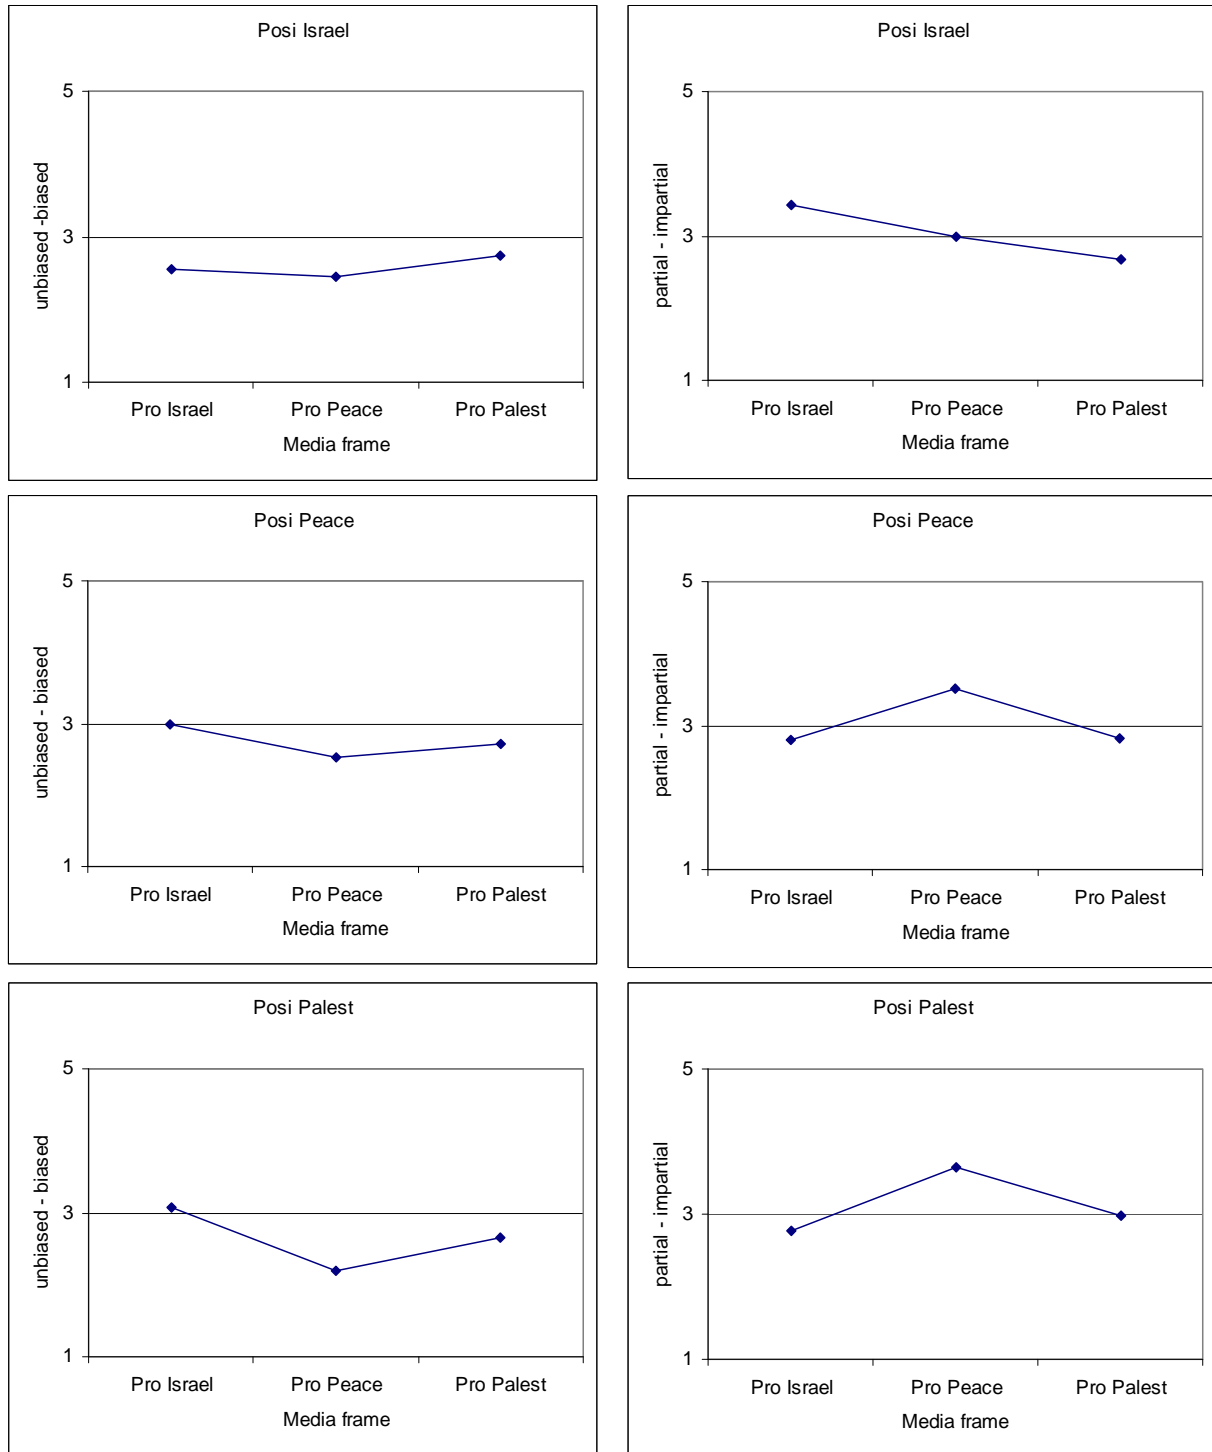 Posi Israel
5
3
1
unbiased -biased
Pro Israel Pro Peace Pro Palest
Media frame
Posi Israel
5
3
1
partial - impartial
Pro Israel Pro Peace Pro Palest
Media frame
Posi Peace
5
3
1
unbiased - biased
Pro Israel Pro Peace Pro Palest
Media frame
Posi Peace
5
3
1
partial - impartial
Pro Israel Pro Peace Pro Palest
Media frame
Posi Palest
5
3
1
unbiased - biased
Pro Israel Pro Peace Pro Palest
Media frame
Posi Palest
5
3
1
partial - impartial
Pro Israel Pro Peace Pro Palest
Media frame